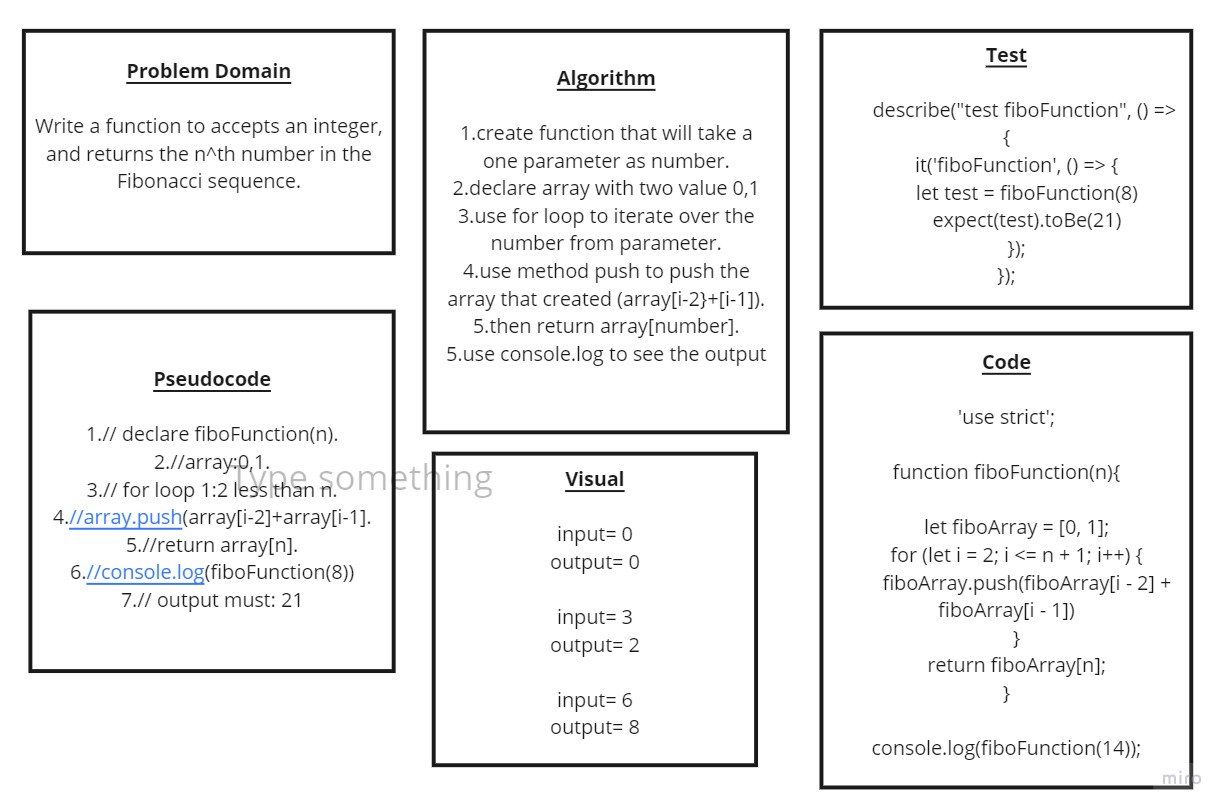 Problem Domain
Write a function to accepts an integer,
and returns the n^th number in the
Fibonacci sequence.
Algorithm
1.create function that will take a
one parameter as number.
2.declare array with two value 0,1
3.use for loop to iterate over the
number from parameter.
4.use method push to push the
array that created (array[i-2}+[i-1]).
5.then return array[number].
5.use console.log to see the output
Test
describe("test fiboFunction", () =>
{
it('fiboFunction', () => {
let test = fiboFunction(8)
expect(test).toBe(21)
});
});
Pseudocode
1.// declare fiboFunction(n).
2.//array:0,1.
Type something
3.// for loop 1:2 less than n.
4.//array.push(array[i-2]+array[i-1].
5.//return array[n].
6.//console.log(fiboFunction(8))
7.// output must: 21
Visual
input= 0
output= 0
input= 3
output= 2
input= 6
output= 8
Code
'use strict';
function fiboFunction(n){
let fiboArray = [0, 1];
for (let i = 2; i <= n + 1; i++) {
fiboArray.push(fiboArray[i - 2] +
fiboArray[i - 1])
}
return fiboArray[n];
}
console.log(fiboFunction(14));
miro